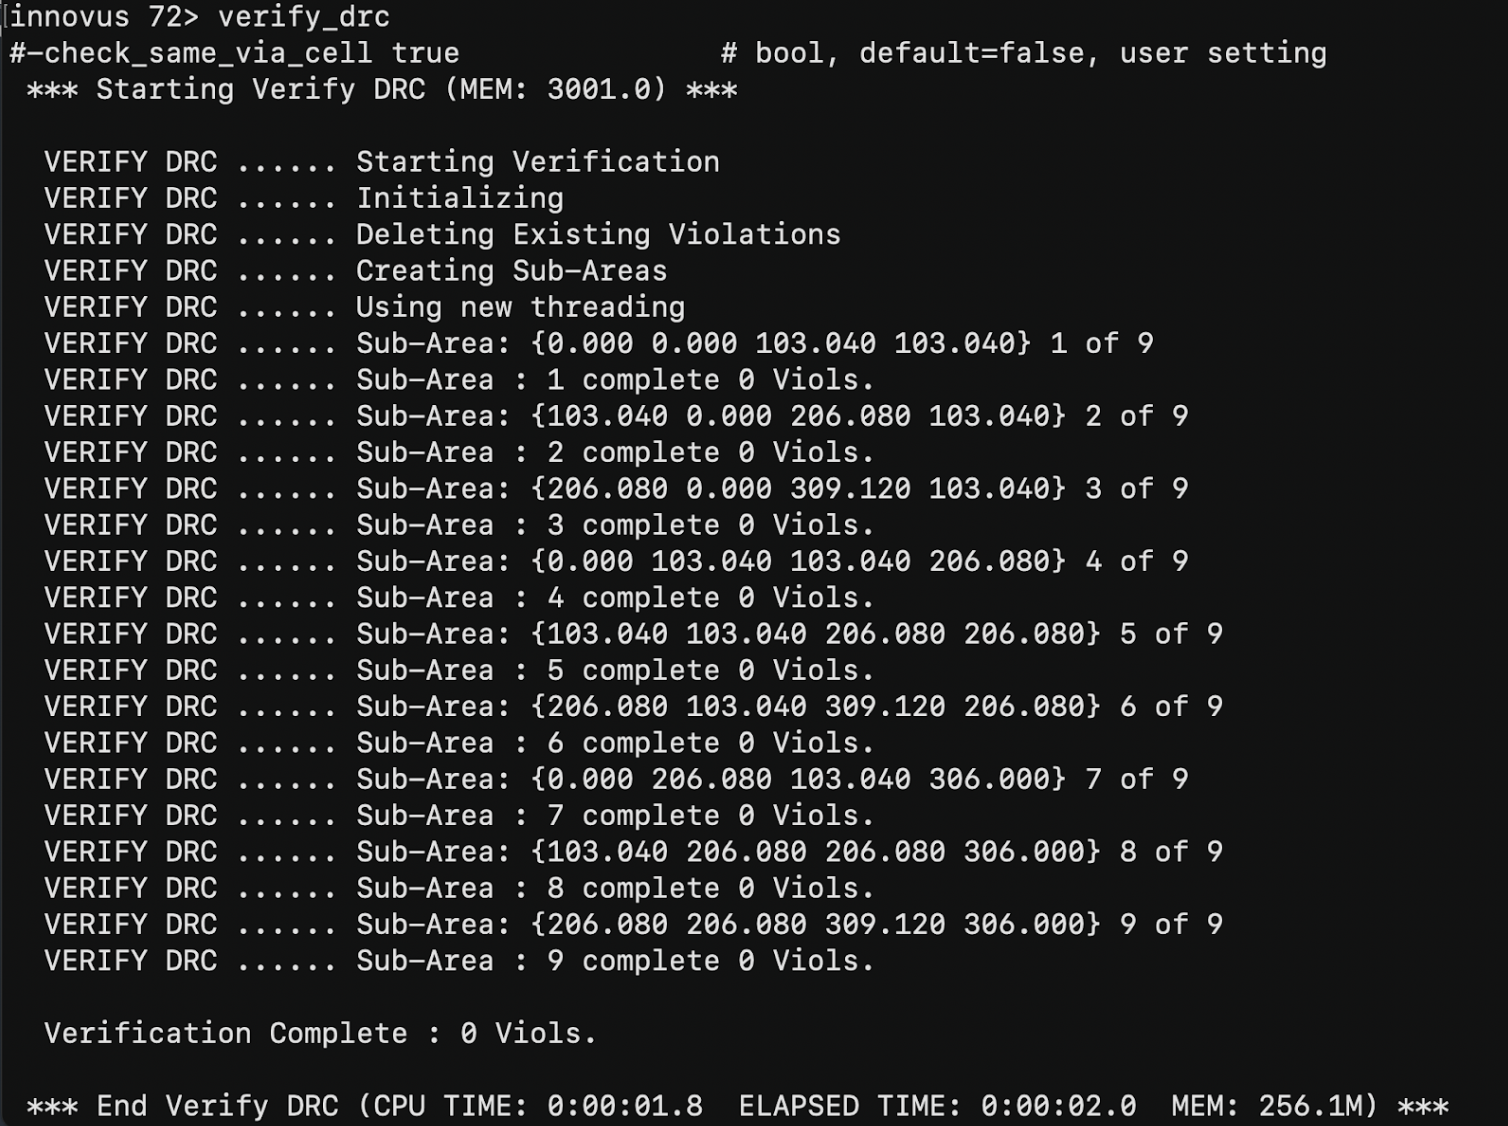 innovus 72> verify_drc
#-check_same_via_cell true # bool, default=false, user setting
*** Starting Verify DRC (MEM: 3001.0) ***
VERIFY DRC ...... Starting Verification
VERIFY DRC ...... Initializing
VERIFY DRC ...... Deleting Existing Violations
VERIFY DRC ...... Creating Sub-Areas
VERIFY DRC ...... Using new threading
VERIFY DRC ...... Sub-Area: {0.000 0.000 103.040 103.040} 1 of 9
VERIFY DRC ...... Sub-Area : 1 complete 0 Viols.
VERIFY DRC ...... Sub-Area: {103.040 0.000 206.080 103.040} 2 of 9
VERIFY DRC ...... Sub-Area : 2 complete 0 Viols.
VERIFY DRC ...... Sub-Area: {206.080 0.000 309.120 103.040} 3 of 9
VERIFY DRC ...... Sub-Area : 3 complete 0 Viols.
VERIFY DRC ...... Sub-Area: {0.000 103.040 103.040 206.080} 4 of 9
VERIFY DRC ...... Sub-Area : 4 complete 0 Viols.
VERIFY DRC ...... Sub-Area: {103.040 103.040 206.080 206.080} 5 of 9
VERIFY DRC ...... Sub-Area : 5 complete 0 Viols.
VERIFY DRC ...... Sub-Area: {206.080 103.040 309.120 206.080} 6 of 9
VERIFY DRC ...... Sub-Area : 6 complete 0 Viols.
VERIFY DRC ...... Sub-Area: {0.000 206.080 103.040 306.000} 7 of 9
VERIFY DRC ...... Sub-Area : 7 complete 0 Viols.
VERIFY DRC ...... Sub-Area: {103.040 206.080 206.080 306.000} 8 of 9
VERIFY DRC ...... Sub-Area : 8 complete 0 Viols.
VERIFY DRC ...... Sub-Area: {206.080 206.080 309.120 306.000} 9 of 9
VERIFY DRC ...... Sub-Area : 9 complete 0 Viols.
Verification Complete : 0 Viols.
*** End Verify DRC (CPU TIME: 0:00:01.8 ELAPSED TIME: 0:00:02.0 MEM: 256.1M) ***